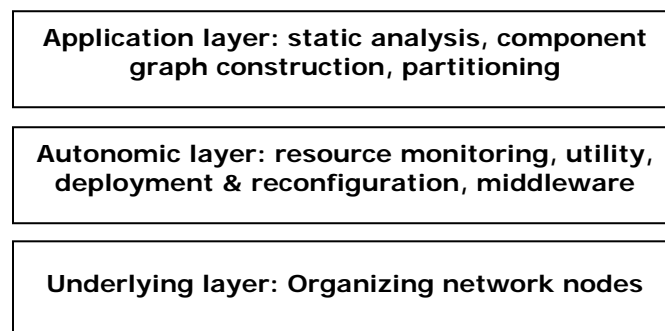 Application layer: static analysis, component
graph construction, partitioning
Autonomic layer: resource monitoring, utility,
deployment & reconfiguration, middleware
Underlying layer: Organizing network nodes